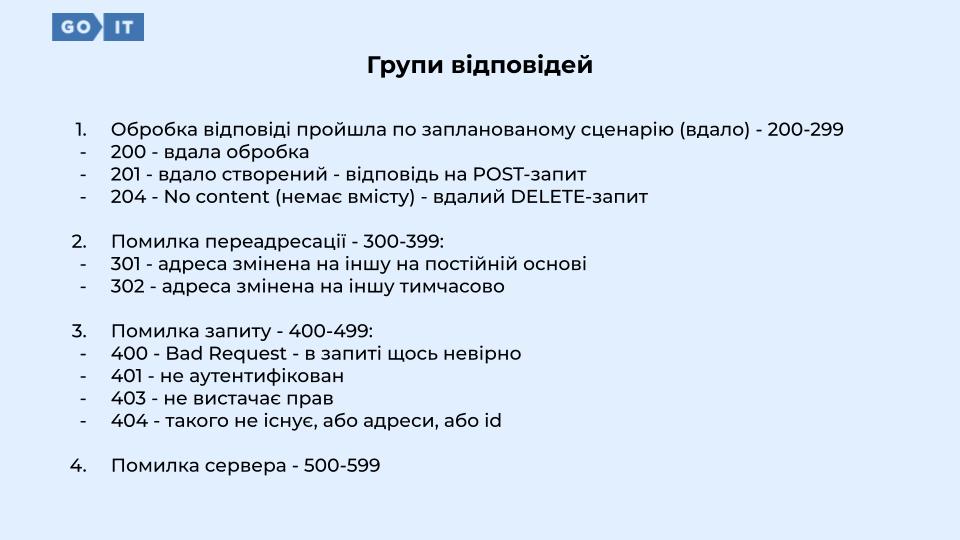 GO IT
Групи відповідей
1. Обробка відповіді пройшла по запланованому сценарію (вдало) - 200-299
- 200 - вдала обробка
- 201 - вдало створений - відповідь на POST-запит
- 204 - No content (немає вмісту) - вдалий DELETE-запит
2. Помилка переадресації - 300-399:
- 301 - адреса змінена на іншу на постійній основі
- 302 - адреса змінена на іншу тимчасово
3. Помилка запиту - 400-499:
- 400 - Bad Request - в запиті щось невірно
- 401 - не аутентифікован
- 403 - не вистачає прав
- 404 - такого не існує, або адреси, або id
4. Помилка сервера - 500-599